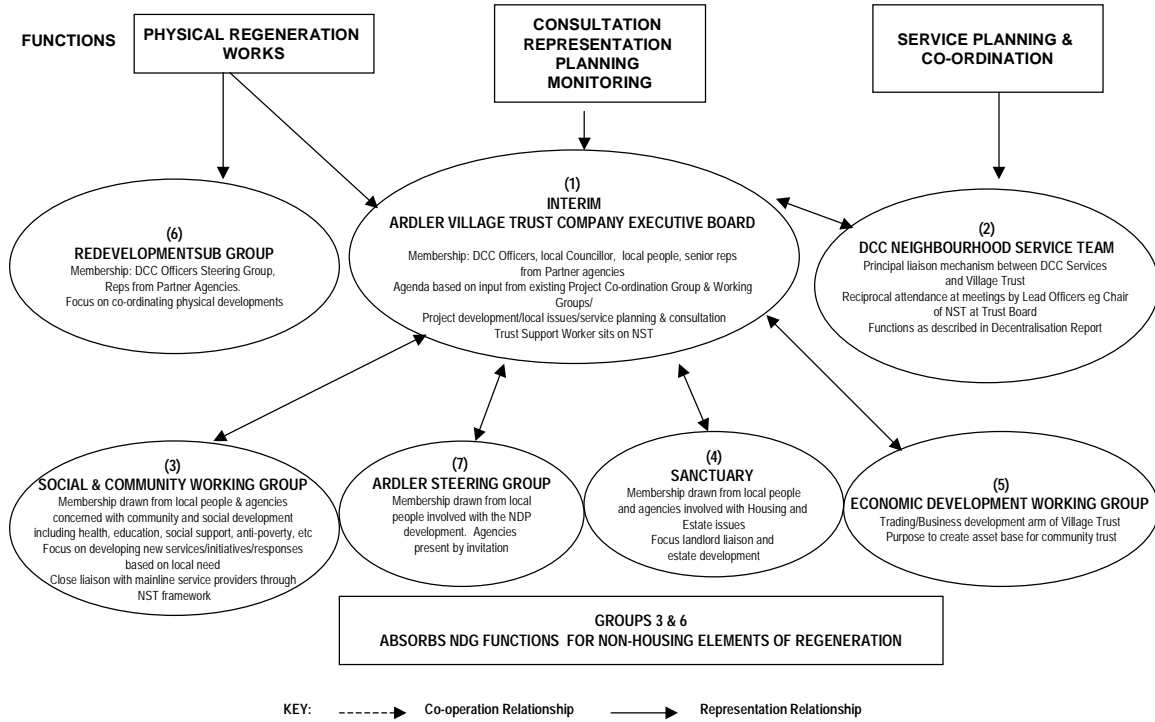 FUNCTIONS
PHYSICAL REGENERATION
WORKS
CONSULTATION
REPRESENTATION
PLANNING
MONITORING
SERVICE PLANNING &
CO-ORDINATION
(1)
INTERIM
ARDLER VILLAGE TRUST COMPANY EXECUTIVE BOARD
Membership: DCC Officers, local Councillor, local people, senior reps
from Partner agencies
Agenda based on input from existing Project Co-ordination Group & Working
Groups/
Project development/local issues/service planning & consultation
Trust Support Worker sits on NST
(6)
REDEVELOPMENTSUB GROUP
Membership: DCC Officers Steering Group,
Reps from Partner Agencies.
Focus on co-ordinating physical developments
(2)
DCC NEIGHBOURHOOD SERVICE TEAM
Principal liaison mechanism between DCC Services
and Village Trust
Reciprocal attendance at meetings by Lead Officers eg Chair
of NST at Trust Board
Functions as described in Decentralisation Report
(3)
SOCIAL & COMMUNITY WORKING GROUP
Membership drawn from local people & agencies
concerned with community and social development
including health, education, social support, anti-poverty, etc
Focus on developing new services/initiatives/responses
based on local need
Close liaison with mainline service providers through
NST framework
(7)
ARDLER STEERING GROUP
Membership drawn from local
people involved with the NDP
development. Agencies
present by invitation
(4)
SANCTUARY
Membership drawn from local people
and agencies involved with Housing and
Estate issues
Focus landlord liaison and
estate development
(5)
ECONOMIC DEVELOPMENT WORKING GROUP
Trading/Business development arm of Village Trust
Purpose to create asset base for community trust
GROUPS 3 & 6
ABSORBS NDG FUNCTIONS FOR NON-HOUSING ELEMENTS OF REGENERATION
KEY: Co-operation Relationship Representation Relationship